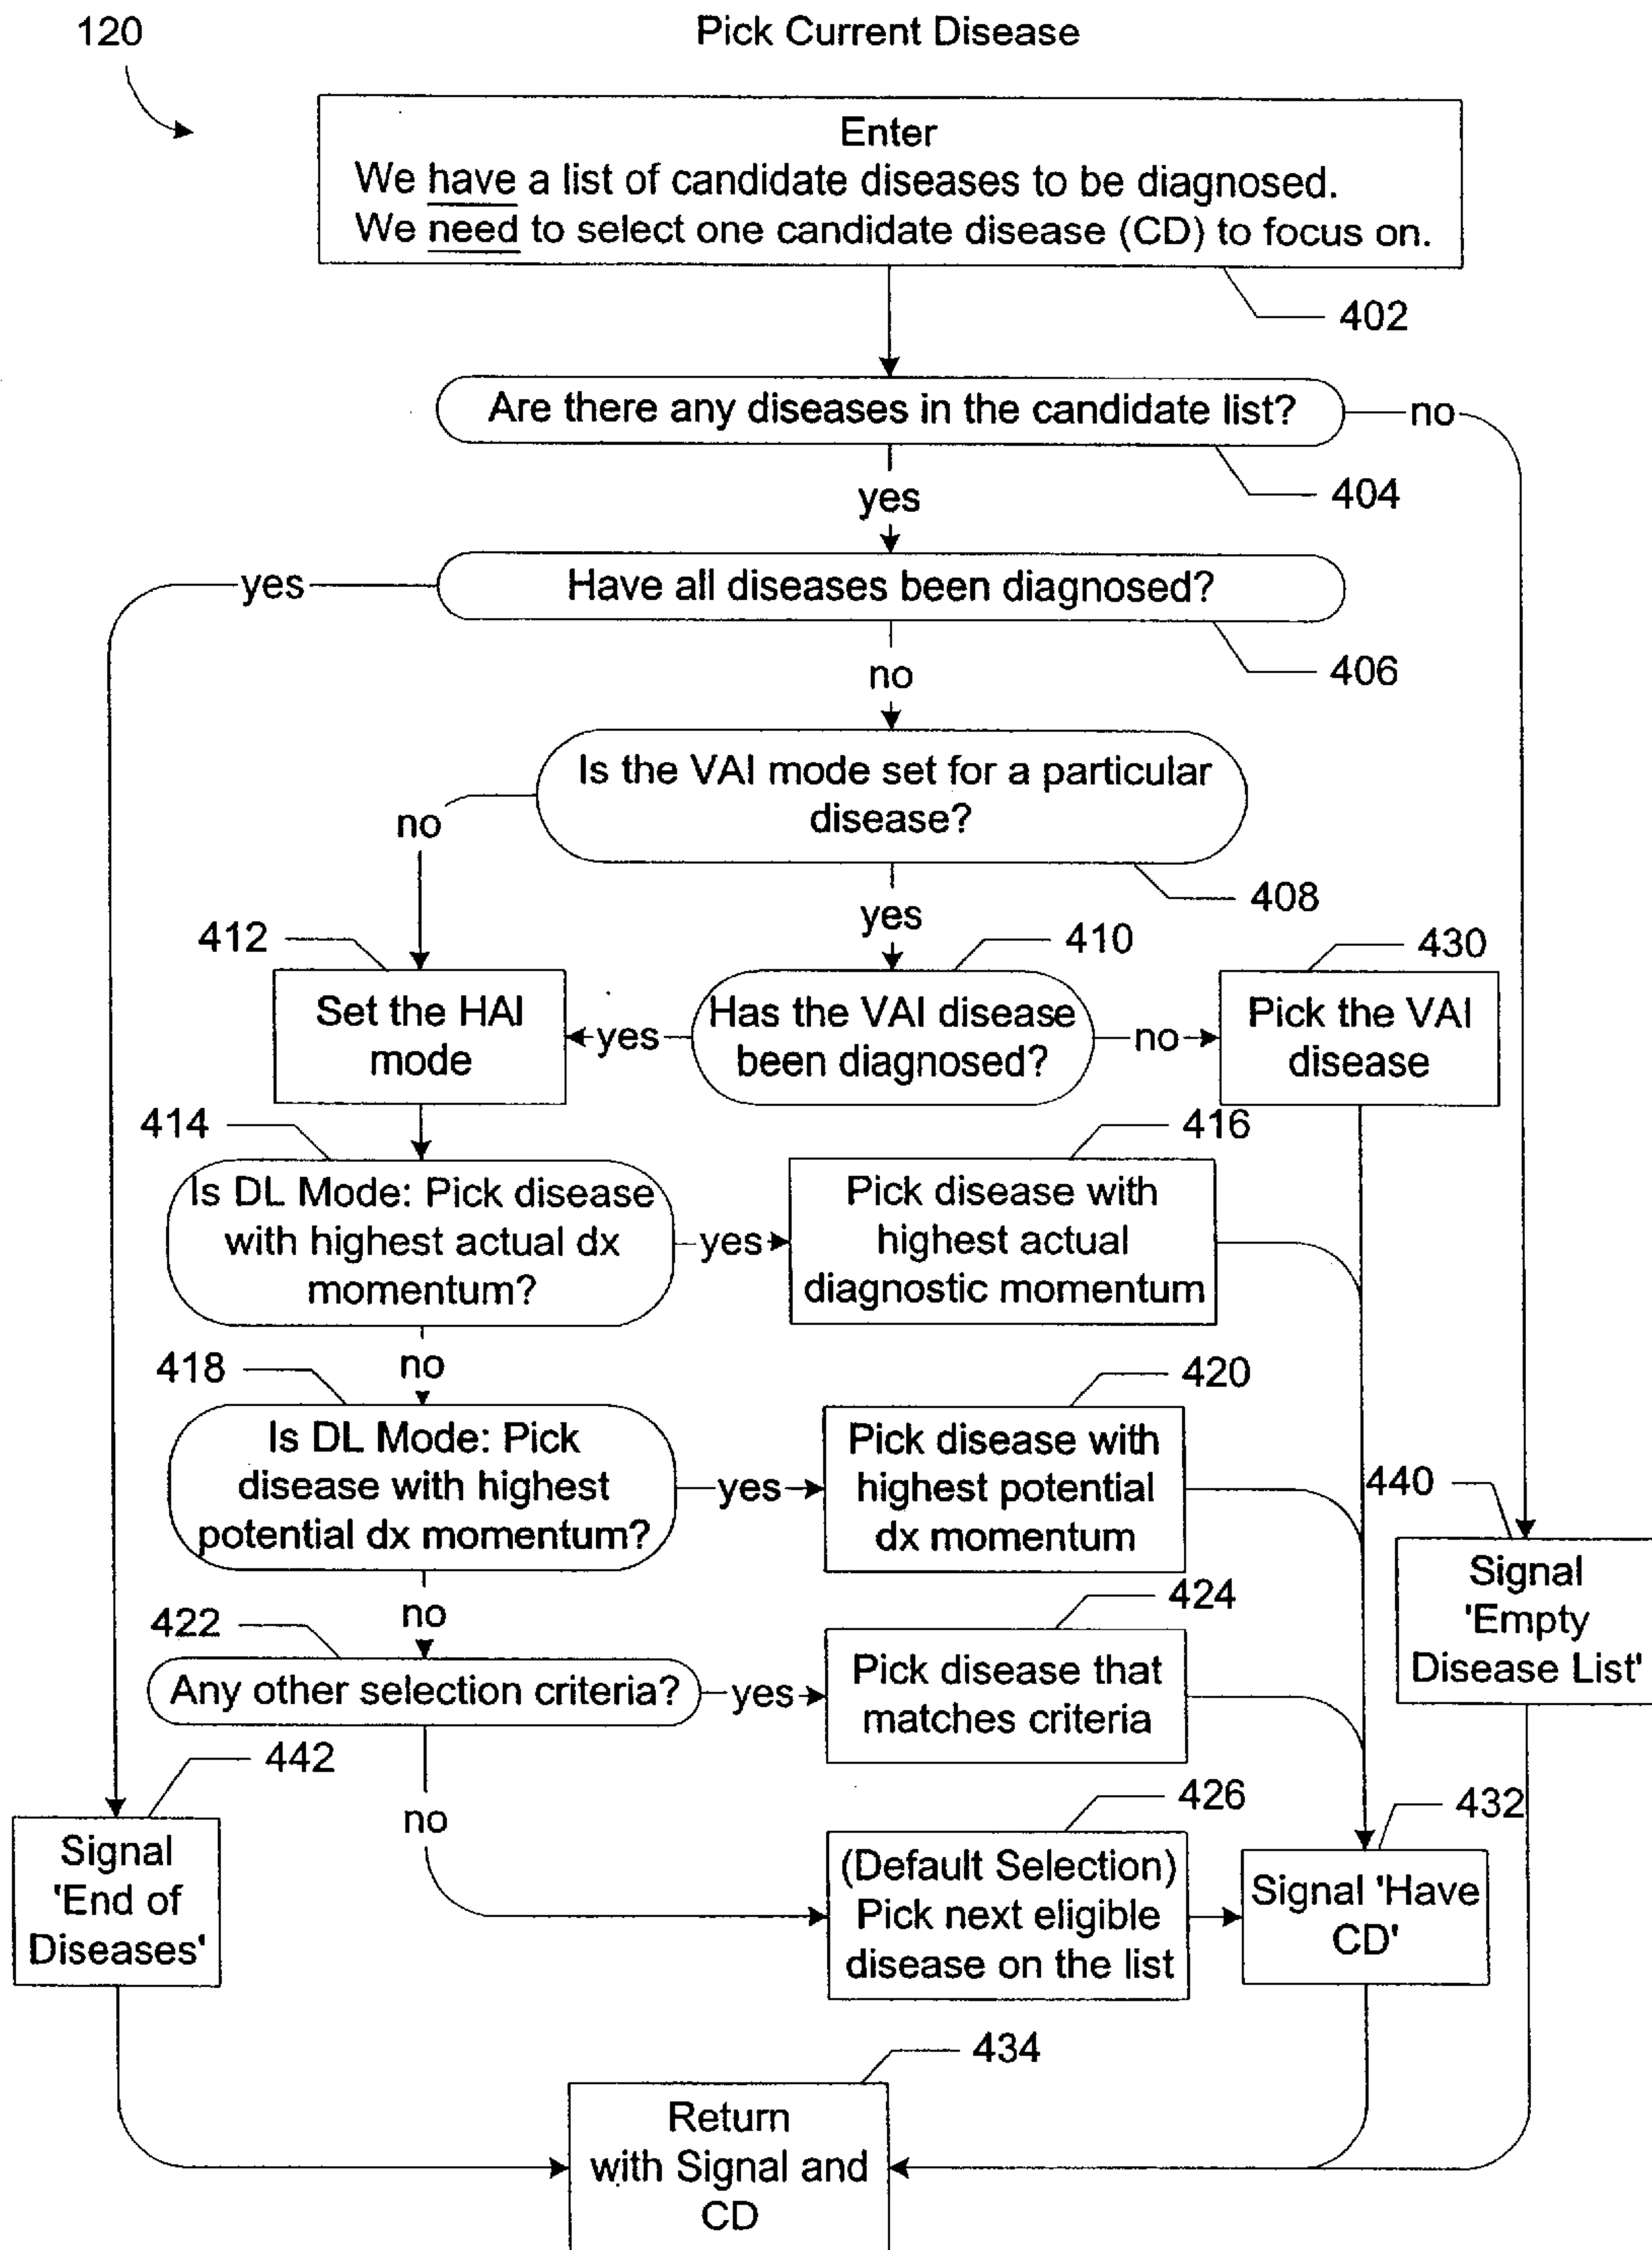 120
Pick Current Disease
Enter
We have a list of candidate diseases to be diagnosed.
We need to select one candidate disease (CD) to focus on.
402
Are there any diseases in the candidate list?
no
404
yes
yes
Have all diseases been diagnosed?
406
no
Is the VAI mode set for a particular
disease?
no
408
yes
412
410
430
Set the HAI
mode
yes
Has the VAI disease
been diagnosed?
no
Pick the VAI
disease
414
416
Is DL Mode: Pick disease
with highest actual dx
momentum?
yes
Pick disease with
highest actual
diagnostic momentum
no
418
420
Is DL Mode: Pick
disease with highest
potential dx momentum?
yes
Pick disease with
highest potential
dx momentum
440
Signal
'Empty
Disease List'
no
422
424
Any other selection criteria?
yes
Pick disease that
matches criteria
442
no
426
432
Signal
'End of
Diseases'
(Default Selection)
Pick next eligible
disease on the list
Signal 'Have
CD'
434
Return
with Signal and
CD